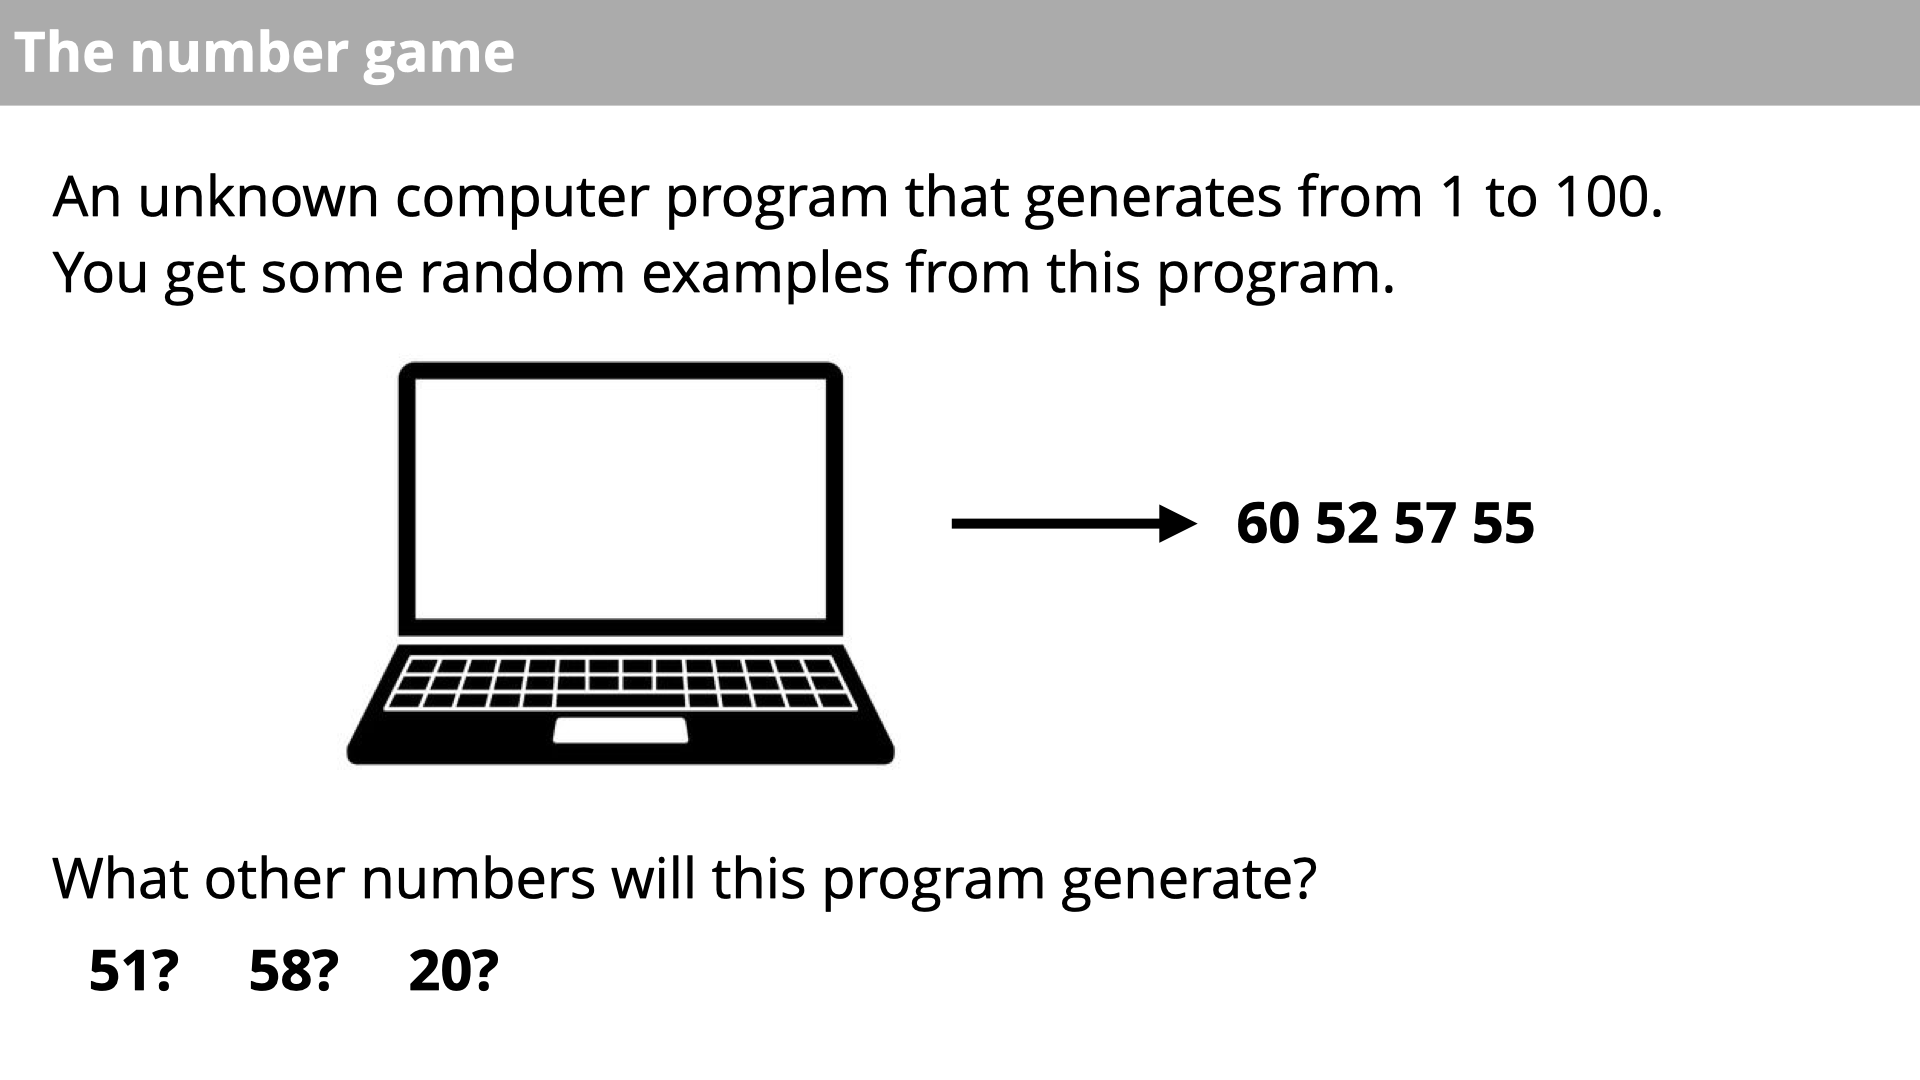 The number game
An unknown computer program that generates from 1 to 100.
You get some random examples from this program.
60 52 57 55
What other numbers will this program generate?
51? 58? 20?